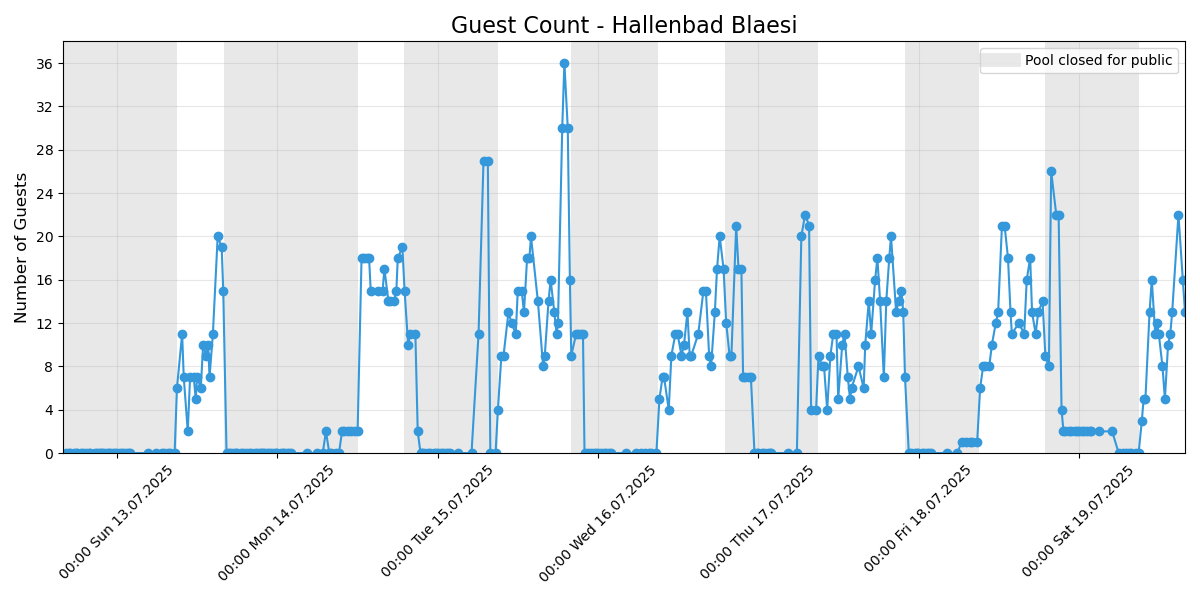 Guest Count - Hallenbad Blaesi
Pool closed for public
Number of Guests
36
32
28
24
20
16
12
8
4
0
00:00 Sun 13.07.2025
00:00 Mon 14.07.2025
00:00 Tue 15.07.2025
00:00 Wed 16.07.2025
00:00 Thu 17.07.2025
00:00 Fri 18.07.2025
00:00 Sat 19.07.2025